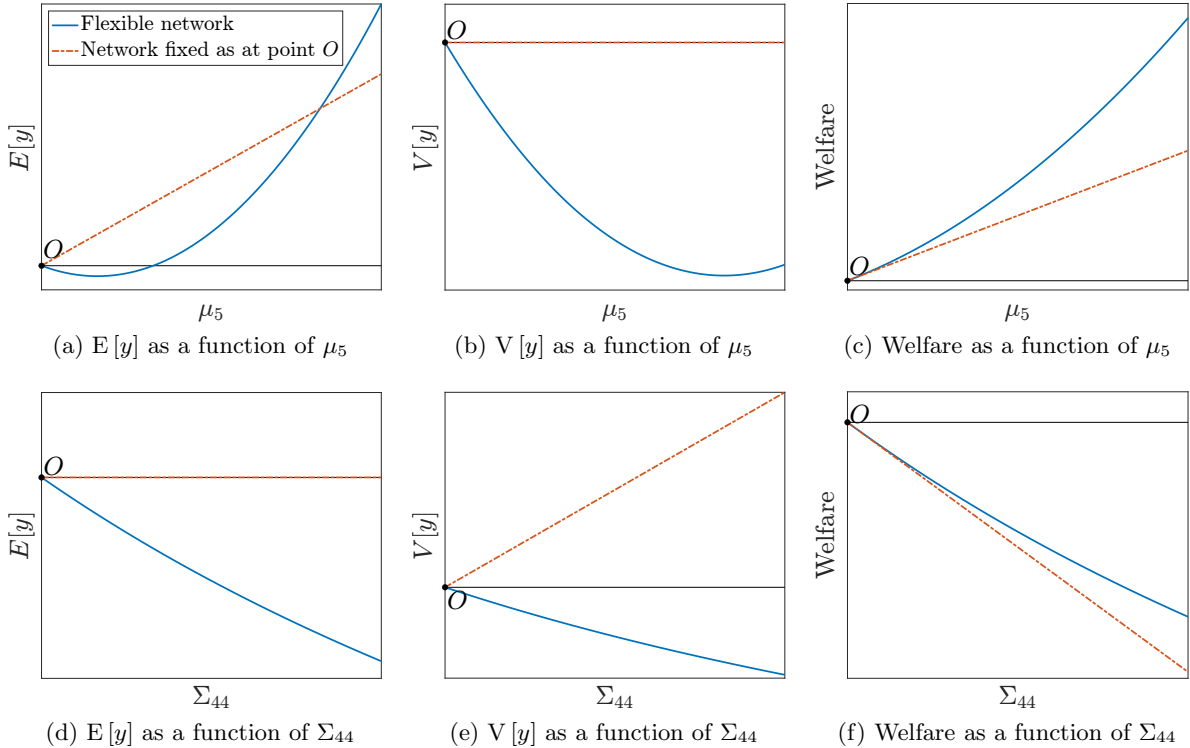 Flexible network
Network fixed as at point O
O
E[y]
μ₅
(a) E [y] as a function of μ₅
O
V[y]
μ₅
(b) V [y] as a function of μ₅
O
Welfare
μ₅
(c) Welfare as a function of μ₅
O
E[y]
Σ₄₄
(d) E [y] as a function of Σ₄₄
O
V[y]
Σ₄₄
(e) V [y] as a function of Σ₄₄
O
Welfare
Σ₄₄
(f) Welfare as a function of Σ₄₄